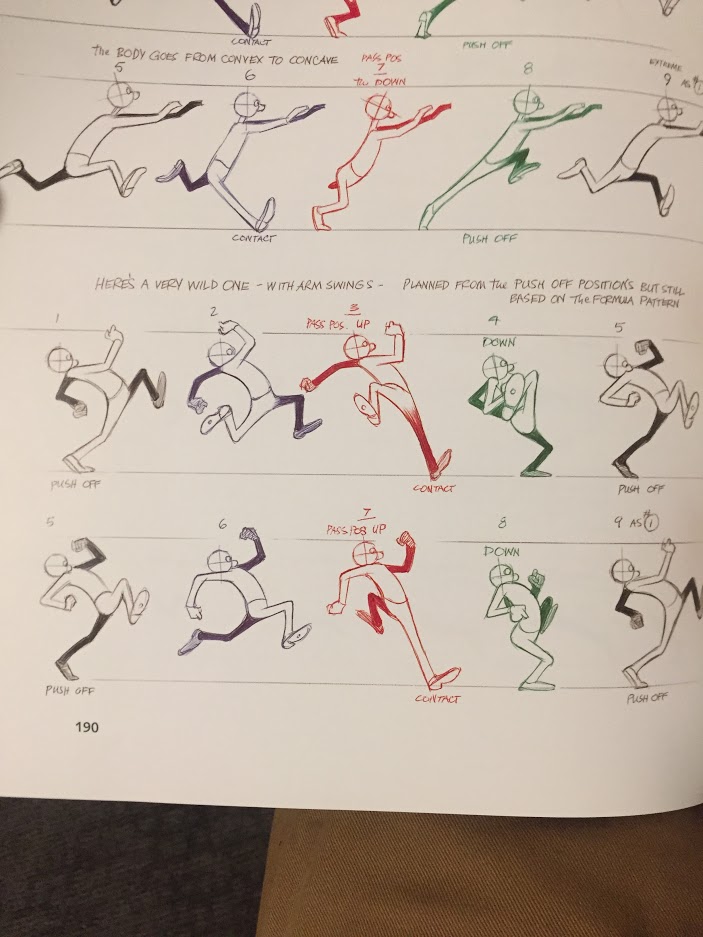 CONTACT
PUSH OFF
the BODY GOES FROM CONVEX TO CONCAVE
5
6
PASS POS
7
the DOWN
8
EXTREME
9 AS #1
CONTACT
PUSH OFF
HERE'S A VERY WILD ONE - WITH ARM SWINGS - PLANNED FROM the PUSH OFF POSITIONS BUT STILL
BASED ON the FORMULA PATTERN
1
2
3
PASS POS. UP
4
DOWN
5
PUSH OFF
CONTACT
PUSH OFF
5
6
7
PASS POS UP
8
DOWN
9 AS #1
PUSH OFF
CONTACT
PUSH OFF
190